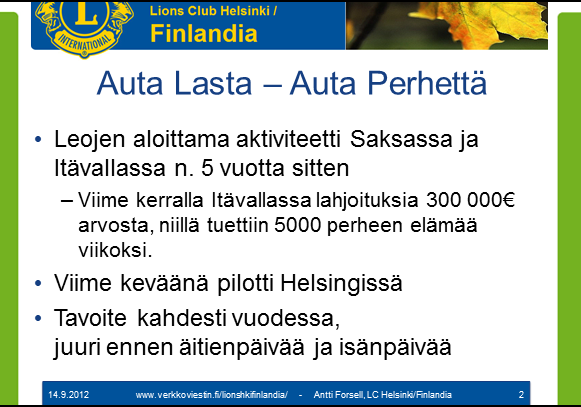 Lions Club Helsinki /
Finlandia
L
INTERNATIONAL
Auta Lasta – Auta Perhettä
• Leojen aloittama aktiviteetti Saksassa ja
Itävallassa n. 5 vuotta sitten
– Viime kerralla Itävallassa lahjoituksia 300 000€
arvosta, niillä tuettiin 5000 perheen elämää
viikoksi.
• Viime keväänä pilotti Helsingissä
• Tavoite kahdesti vuodessa,
juuri ennen äitienpäivää ja isänpäivää
14.9.2012 www.verkkoviestin.fi/lionshkifinlandia/ - Antti Forsell, LC Helsinki/Finlandia 2